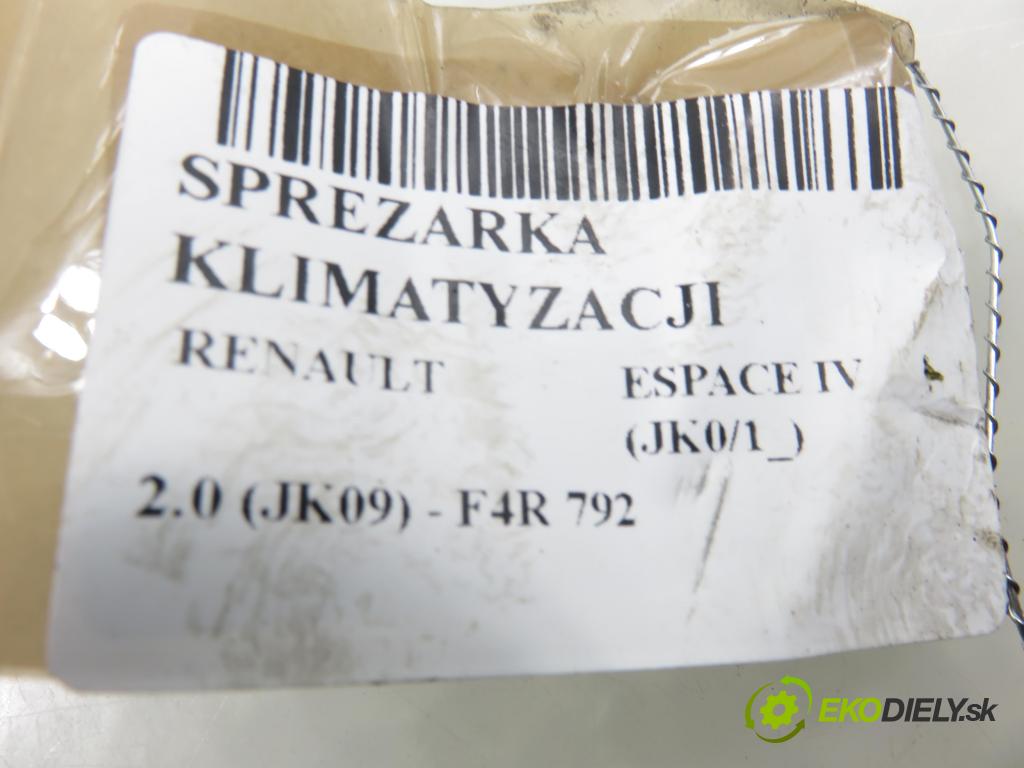 SPREZARKA
KLIMATYZACJI
RENAULT ESPACE IV
(JK0/1_)
2.0 (JK09) - F4R 792
EKODIELY.sk